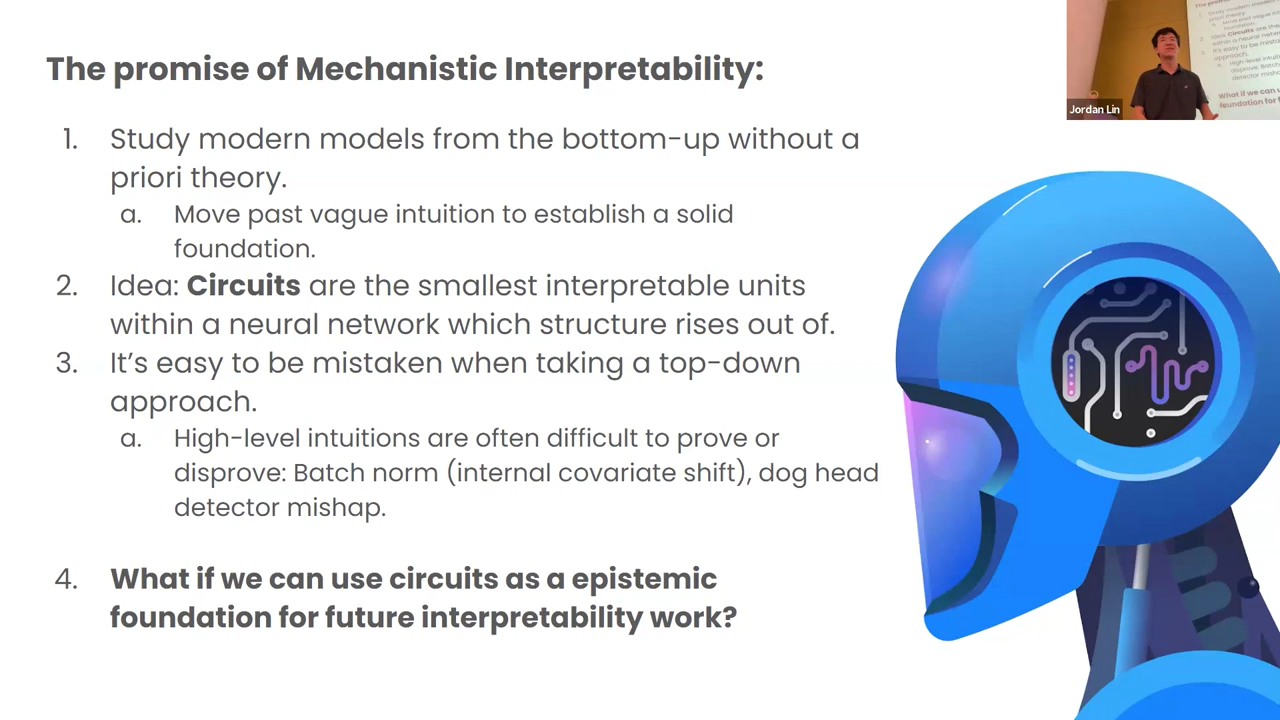 The promise of Mechanistic Interpretability:
1. Study modern models from the bottom-up without a
priori theory.
a. Move past vague intuition to establish a solid
foundation.
2. Idea: Circuits are the smallest interpretable units
within a neural network which structure rises out of.
3. It's easy to be mistaken when taking a top-down
approach.
a. High-level intuitions are often difficult to prove or
disprove: Batch norm (internal covariate shift), dog head
detector mishap.
4. What if we can use circuits as a epistemic
foundation for future interpretability work?
Jordan Lin